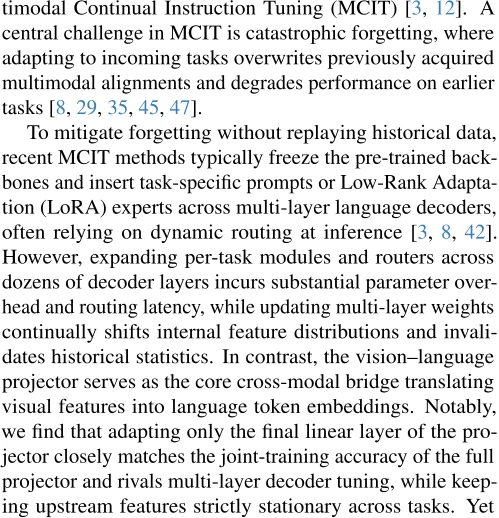 timodal Continual Instruction Tuning (MCIT) [3, 12]. A
central challenge in MCIT is catastrophic forgetting, where
adapting to incoming tasks overwrites previously acquired
multimodal alignments and degrades performance on earlier
tasks [8, 29, 35, 45, 47].
To mitigate forgetting without replaying historical data,
recent MCIT methods typically freeze the pre-trained back-
bones and insert task-specific prompts or Low-Rank Adapta-
tion (LoRA) experts across multi-layer language decoders,
often relying on dynamic routing at inference [3, 8, 42].
However, expanding per-task modules and routers across
dozens of decoder layers incurs substantial parameter over-
head and routing latency, while updating multi-layer weights
continually shifts internal feature distributions and invali-
dates historical statistics. In contrast, the vision–language
projector serves as the core cross-modal bridge translating
visual features into language token embeddings. Notably,
we find that adapting only the final linear layer of the pro-
jector closely matches the joint-training accuracy of the full
projector and rivals multi-layer decoder tuning, while keep-
ing upstream features strictly stationary across tasks. Yet